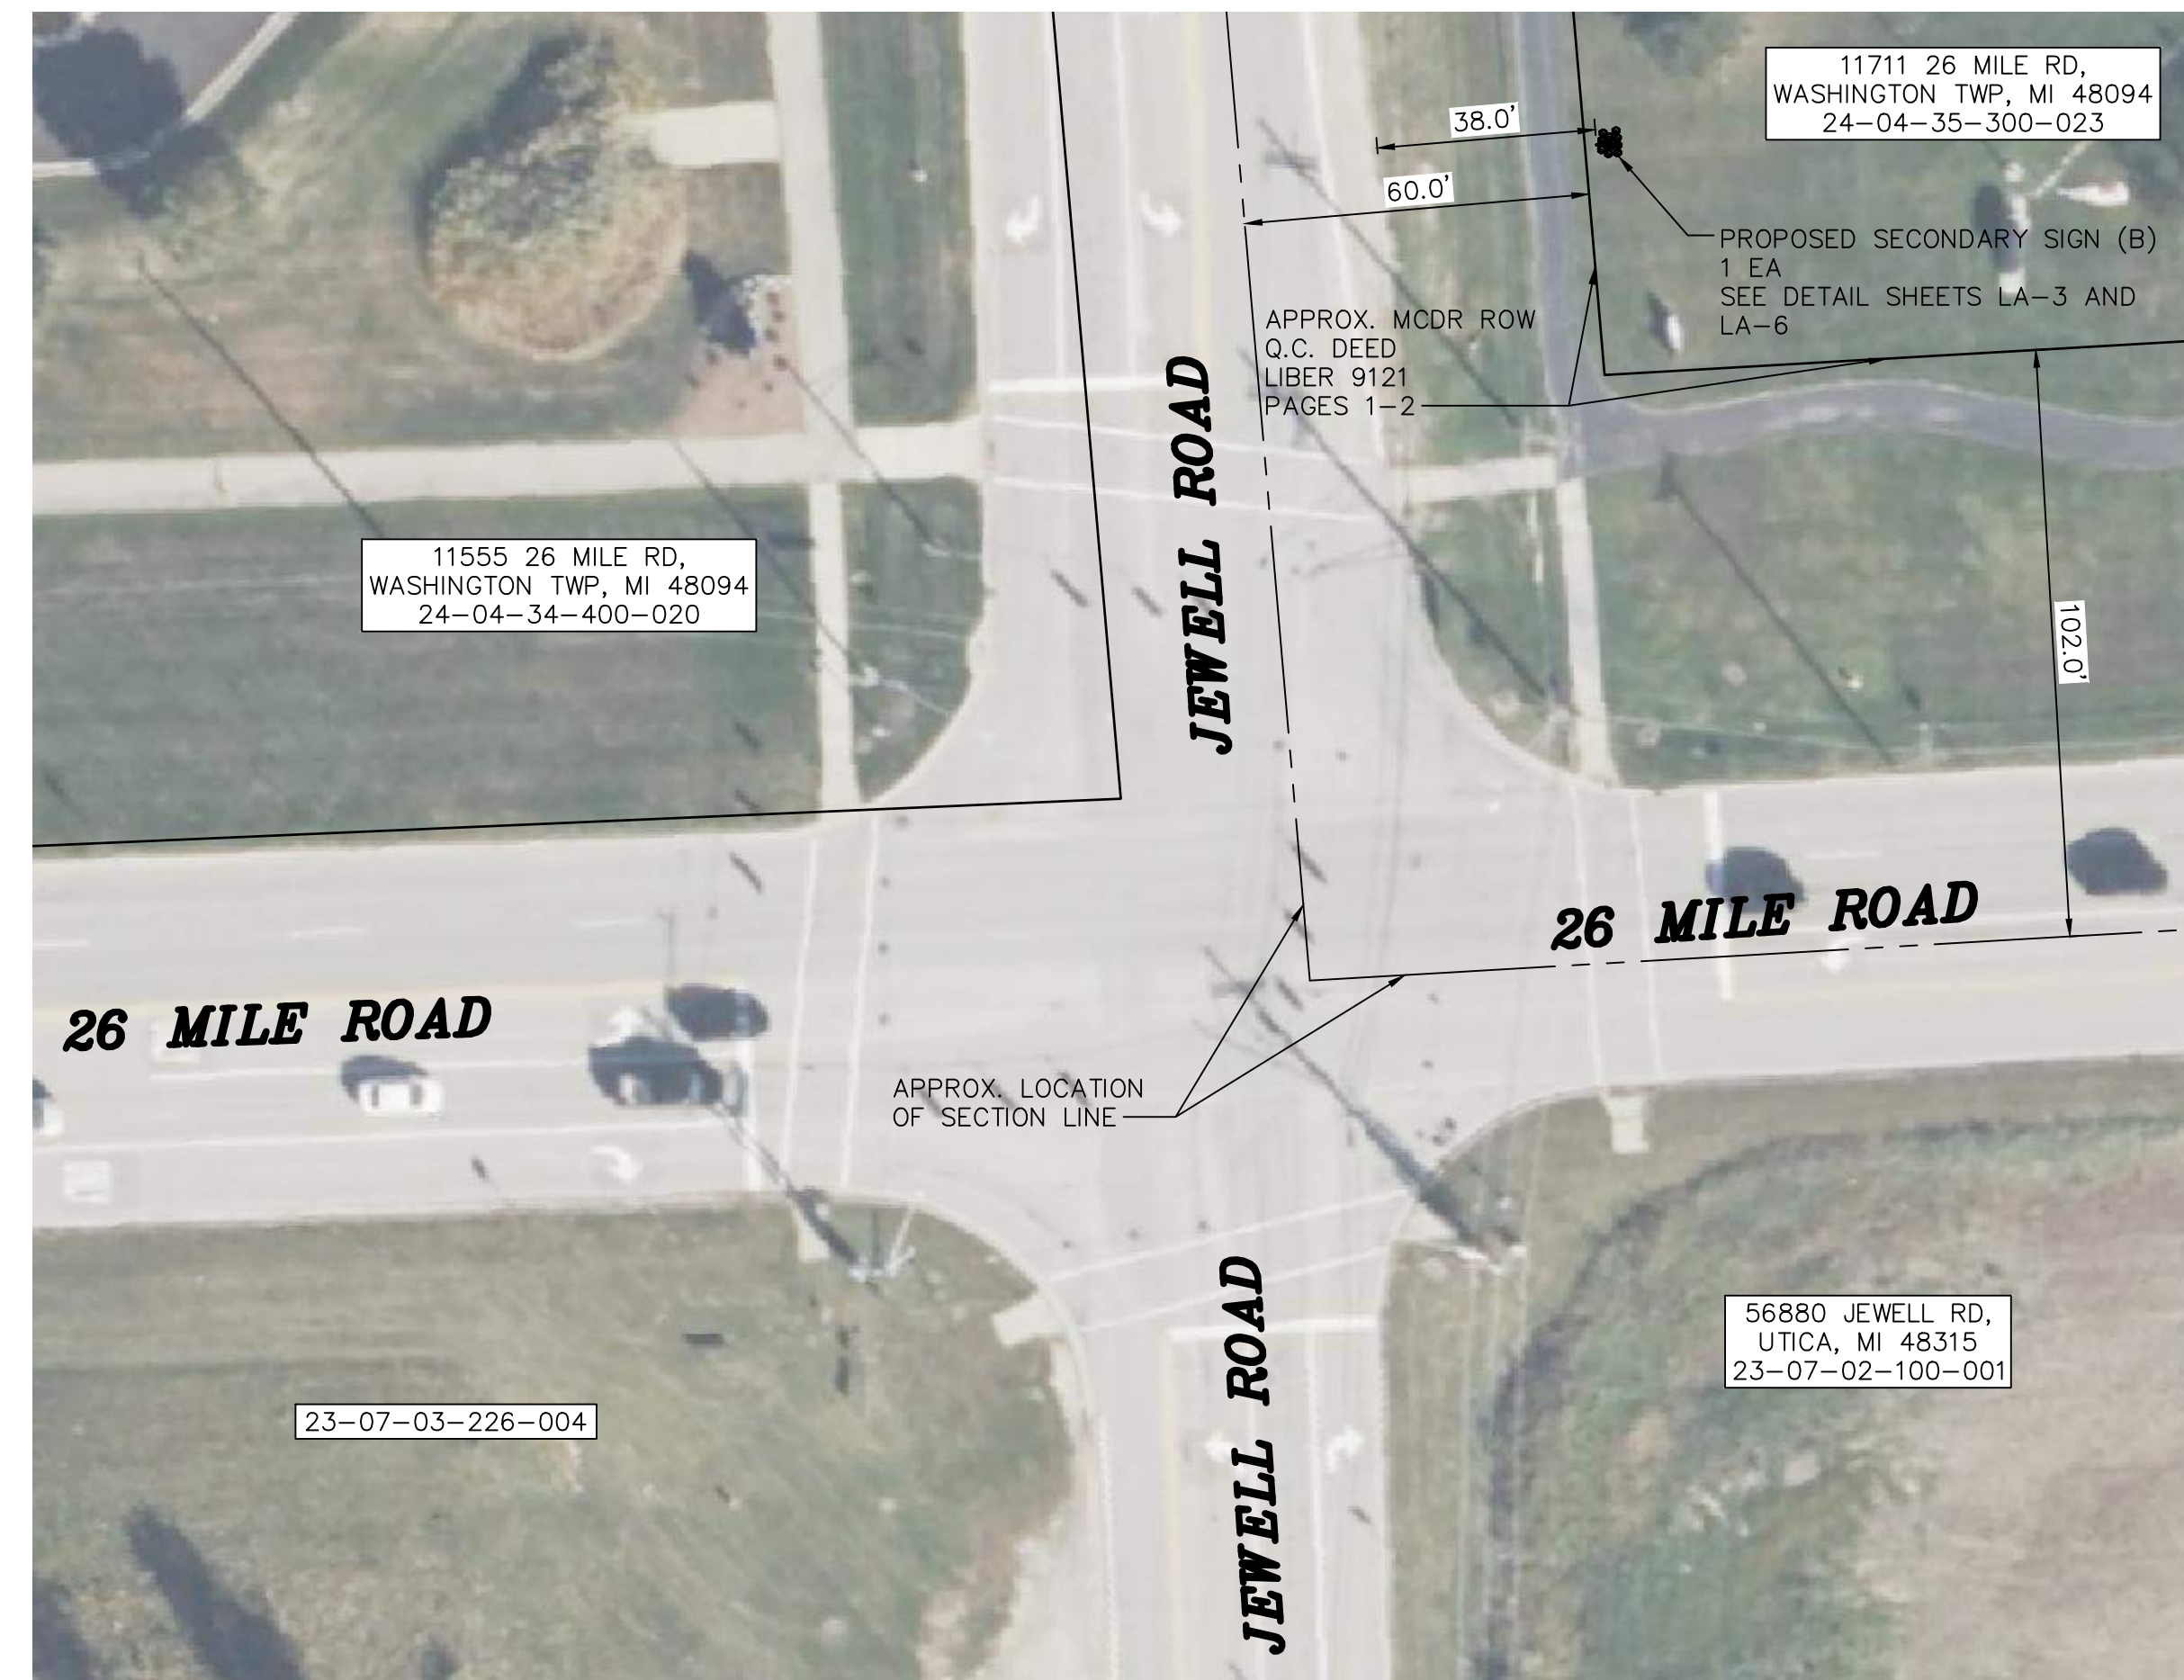 11711 26 MILE RD,
WASHINGTON TWP, MI 48094
24-04-35-300-023
38.0'
60.0'
PROPOSED SECONDARY SIGN (B)
1 EA
SEE DETAIL SHEETS LA-3 AND
LA-6
APPROX. MCDR ROW
Q.C. DEED
LIBER 9121
PAGES 1-2
JEWELL ROAD
11555 26 MILE RD,
WASHINGTON TWP, MI 48094
24-04-34-400-020
102.0'
26 MILE ROAD
26 MILE ROAD
APPROX. LOCATION
OF SECTION LINE
JEWELL ROAD
56880 JEWELL RD,
UTICA, MI 48315
23-07-02-100-001
23-07-03-226-004